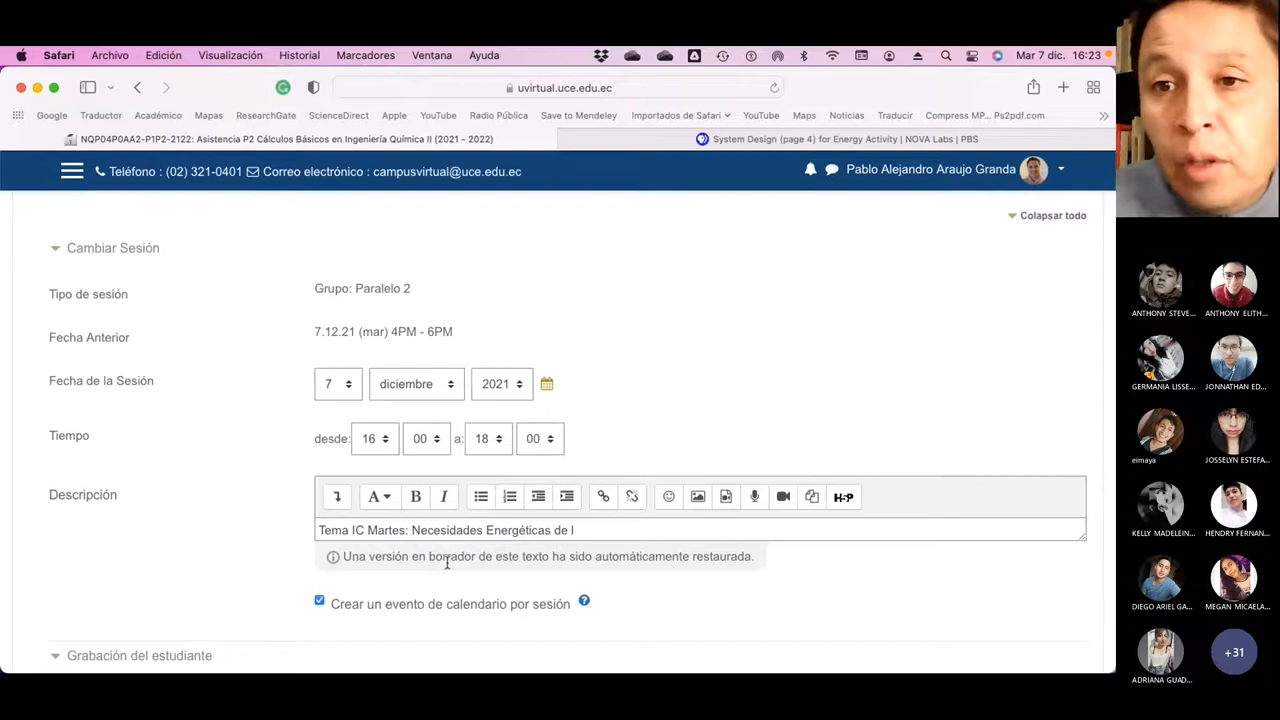 Safari Archivo Edición Visualización Historial Marcadores Ventana Ayuda Mar 7 dic. 16:23
uvirtual.uce.edu.ec
Google Traductor Académico Mapas ResearchGate ScienceDirect Apple YouTube Radio Pública Save to Mendeley Importados de Safari YouTube Mapas Noticias Traducir Compress MP... Ps2pdf.com
NQP04P0AA2-P1P2-2122: Asistencia P2 Cálculos Básicos en Ingeniería Química II (2021 - 2022) System Design (page 4) for Energy Activity | NOVA Labs | PBS
Teléfono : (02) 321-0401 Correo electrónico : campusvirtual@uce.edu.ec Pablo Alejandro Araujo Granda
Colapsar todo
Cambiar Sesión
Tipo de sesión Grupo: Paralelo 2
Fecha Anterior 7.12.21 (mar) 4PM - 6PM
Fecha de la Sesión 7 diciembre 2021
Tiempo desde: 16 00 a: 18 00
Descripción A B I H-P
Tema IC Martes: Necesidades Energéticas de l
Una versión en borrador de este texto ha sido automáticamente restaurada.
Crear un evento de calendario por sesión
Grabación del estudiante
ANTHONY STEVE... ANTHONY ELITH...
GERMANIA LISSE... JONNATHAN ED...
eimaya JOSSELYN ESTEFA...
KELLY MADELEIN... HENDRY FERNAN...
DIEGO ARIEL GA... MEGAN MICAELA...
ADRIANA GUAD... +31